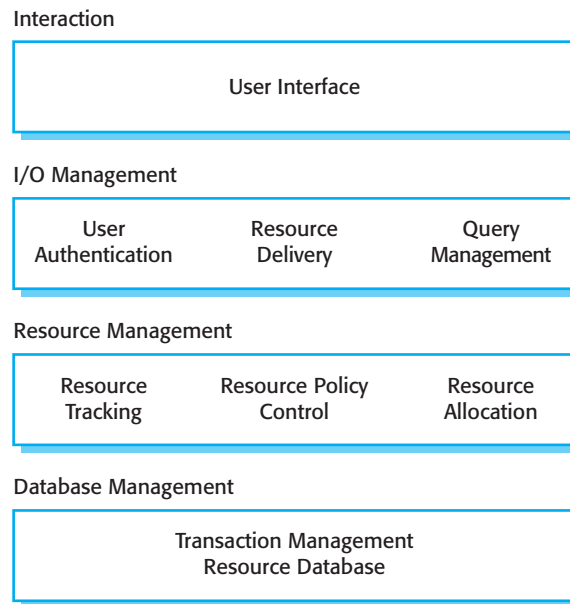 Interaction
User Interface
I/O Management
User Authentication
Resource Delivery
Query Management
Resource Management
Resource Tracking
Resource Policy Control
Resource Allocation
Database Management
Transaction Management
Resource Database